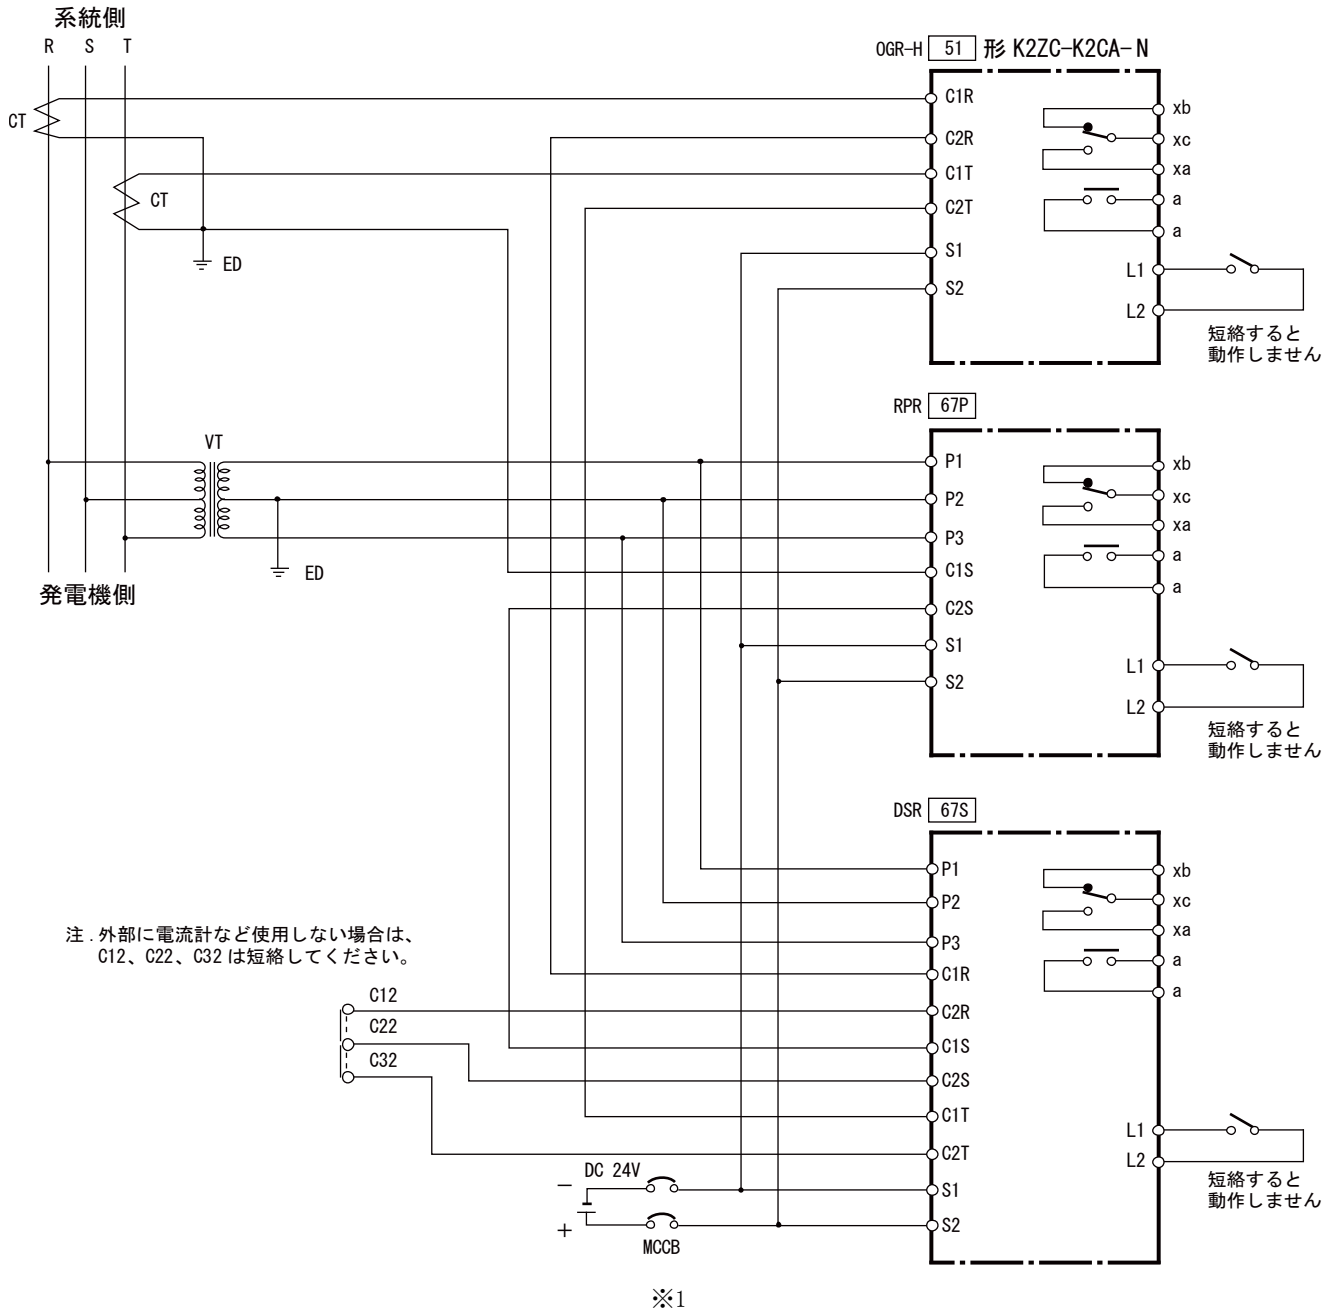 系統側
R S T
CT
CT
ED
VT
ED
発電機側
OGR-H 51 形 K2ZC-K2CA-N
C1R
C2R
C1T
C2T
S1
S2
xb
xc
xa
a
a
L1
L2
短絡すると
動作しません
RPR 67P
P1
P2
P3
C1S
C2S
S1
S2
xb
xc
xa
a
a
L1
L2
短絡すると
動作しません
DSR 67S
P1
P2
P3
C1R
C2R
C1S
C2S
C1T
C2T
S1
S2
xb
xc
xa
a
a
L1
L2
短絡すると
動作しません
注．外部に電流計など使用しない場合は、
C12、C22、C32 は短絡してください。
C12
C22
C32
DC 24V
−
+
MCCB
※1